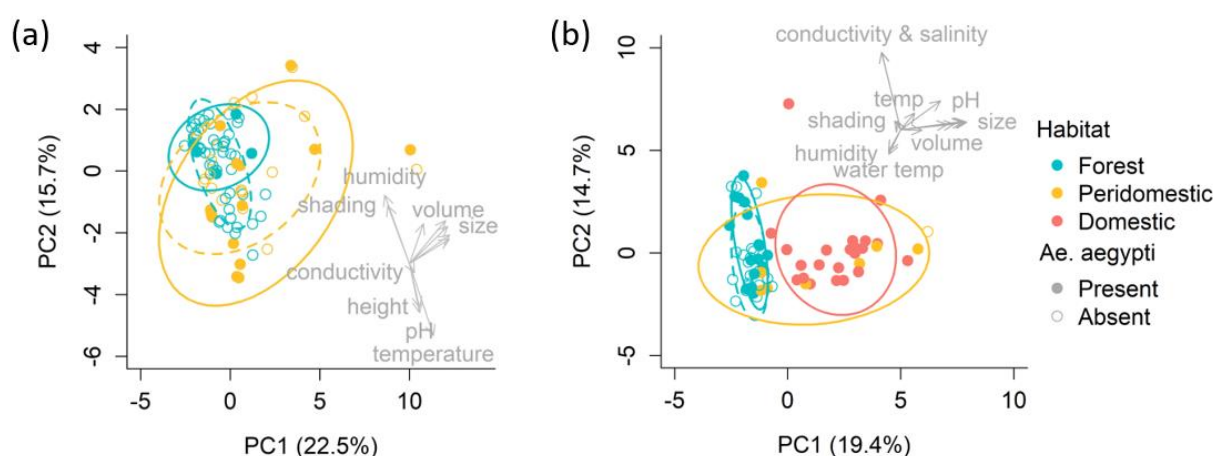 (a)
4
2
0
-2
-4
-6
PC2 (15.7%)
humidity
shading
volume
size
conductivity
height
pH
temperature
-5
0
5
10
PC1 (22.5%)
(b)
10
5
0
-5
PC2 (14.7%)
conductivity & salinity
temp
pH
shading
size
volume
humidity
water temp
-5
0
5
10
PC1 (19.4%)
Habitat
Forest
Peridomestic
Domestic
Ae. aegypti
Present
Absent